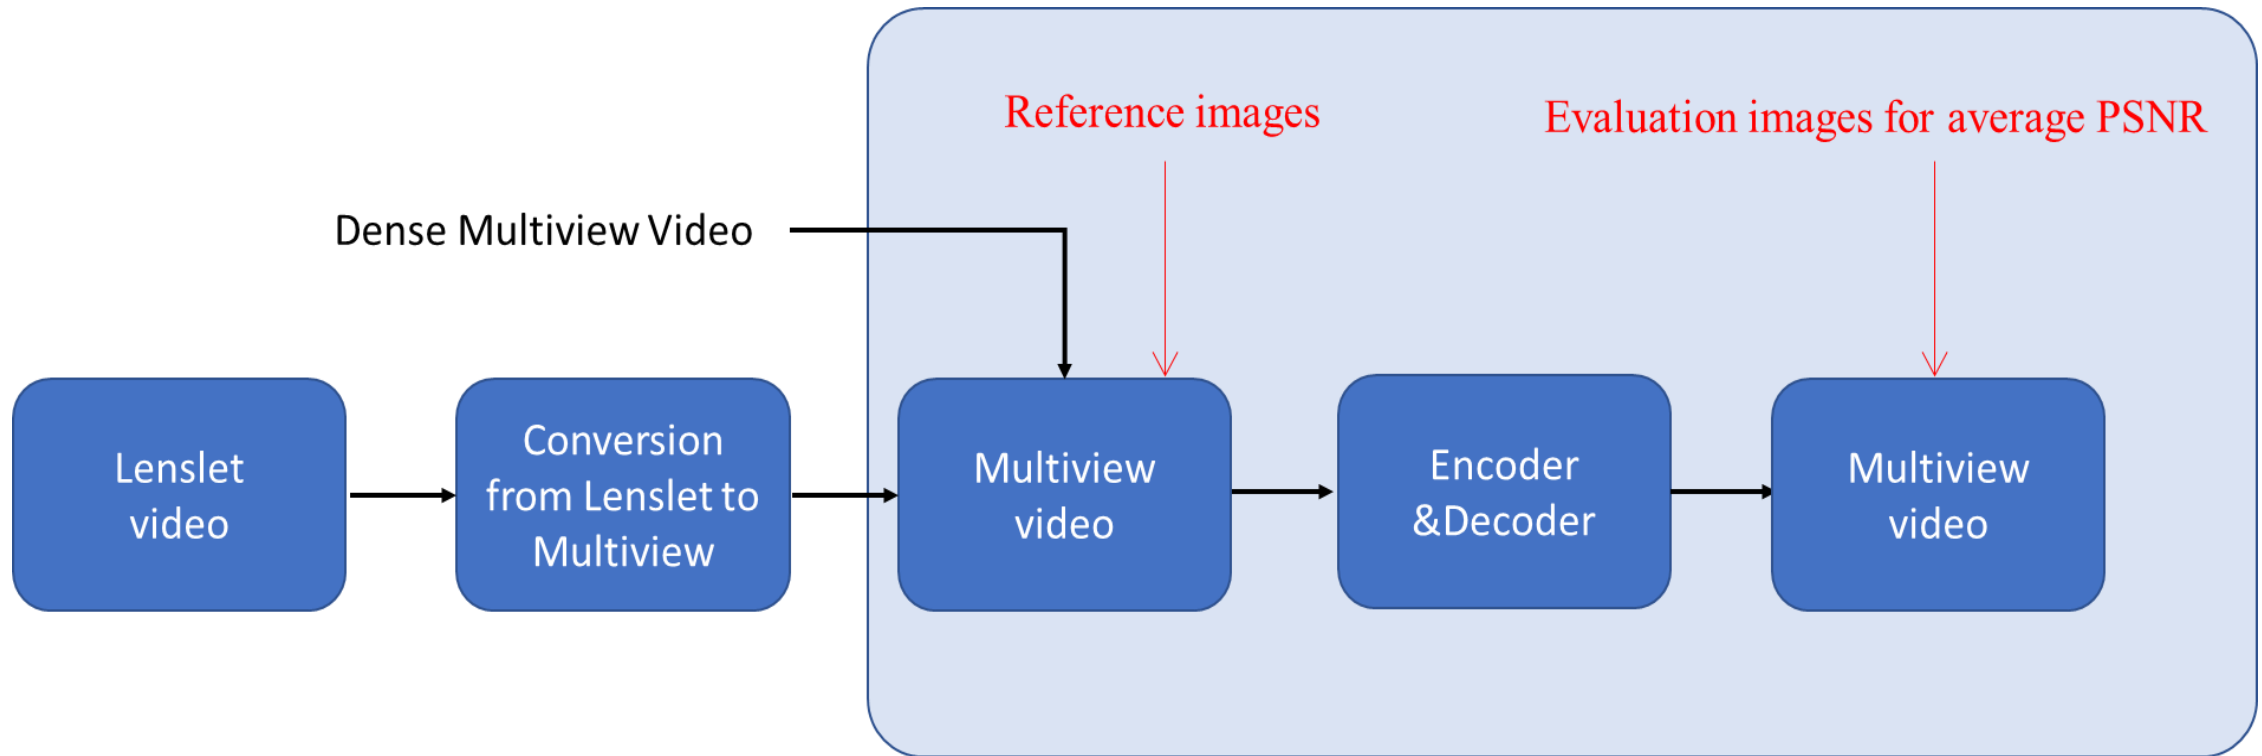 Reference images
Evaluation images for average PSNR
Dense Multiview Video
Lenslet
video
Conversion
from Lenslet to
Multiview
Multiview
video
Encoder
&Decoder
Multiview
video